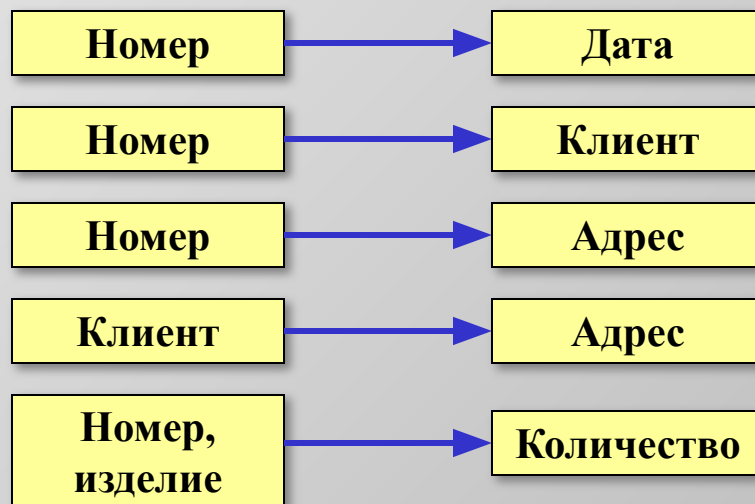 Номер Дата
Номер Клиент
Номер Адрес
Клиент Адрес
Номер,
изделие
Количество